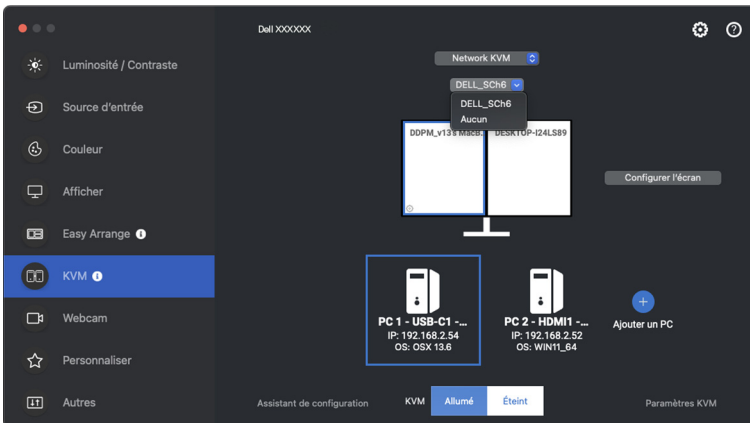 Dell XXXXXX
Luminosité / Contraste
Source d'entrée
Couleur
Afficher
Easy Arrange
KVM
Webcam
Personnaliser
Autres
Network KVM
DELL_SCh6
DELL_SCh6
Aucun
DDPM_v13's MacB.
DESKTOP-I24LS89
Configurer l'écran
PC 1 - USB-C1 -...
IP: 192.168.2.54
OS: OSX 13.6
PC 2 - HDMI1 -...
IP: 192.168.2.52
OS: WIN11_64
Ajouter un PC
Assistant de configuration
KVM
Allumé
Éteint
Paramètres KVM